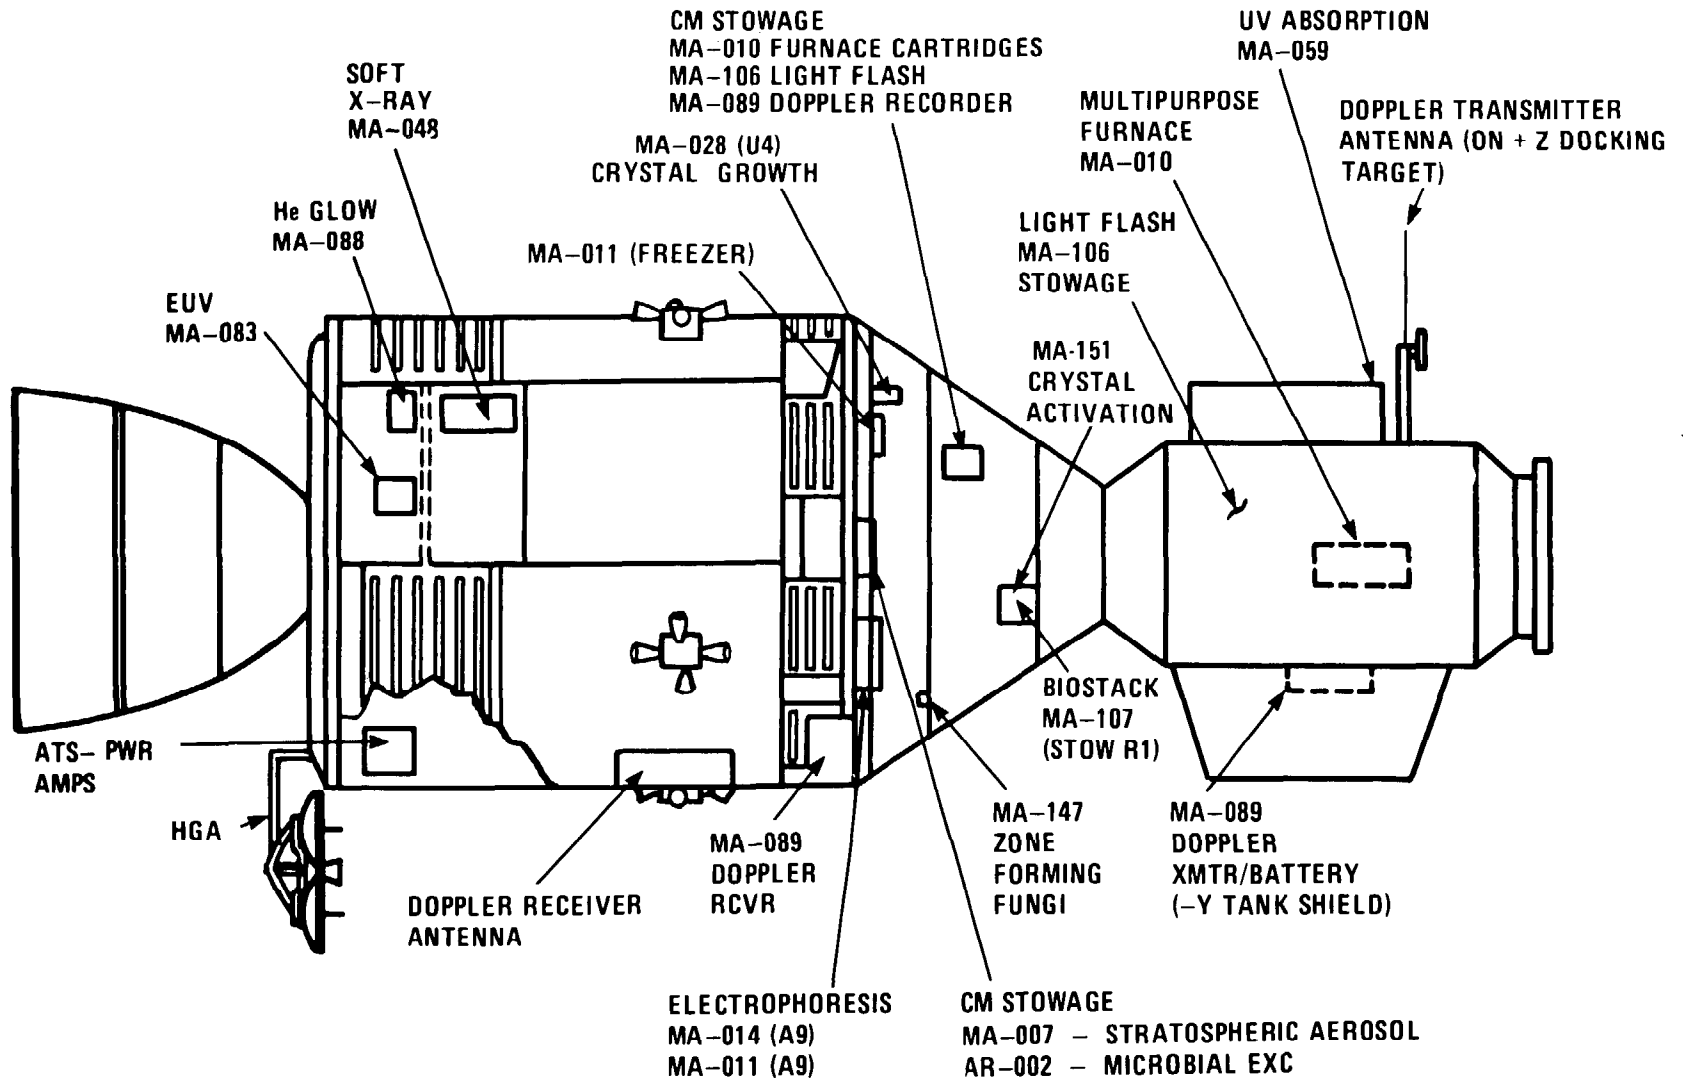 CM STOWAGE
MA-010 FURNACE CARTRIDGES
MA-106 LIGHT FLASH
MA-089 DOPPLER RECORDER
UV ABSORPTION
MA-059
SOFT
X-RAY
MA-048
MULTIPURPOSE
FURNACE
MA-010
DOPPLER TRANSMITTER
ANTENNA (ON + Z DOCKING
TARGET)
MA-028 (U4)
CRYSTAL GROWTH
He GLOW
MA-088
MA-011 (FREEZER)
LIGHT FLASH
MA-106
STOWAGE
EUV
MA-083
MA-151
CRYSTAL
ACTIVATION
BIOSTACK
MA-107
(STOW R1)
ATS- PWR
AMPS
HGA
DOPPLER RECEIVER
ANTENNA
MA-089
DOPPLER
RCVR
MA-147
ZONE
FORMING
FUNGI
MA-089
DOPPLER
XMTR/BATTERY
(-Y TANK SHIELD)
ELECTROPHORESIS
MA-014 (A9)
MA-011 (A9)
CM STOWAGE
MA-007 - STRATOSPHERIC AEROSOL
AR-002 - MICROBIAL EXC